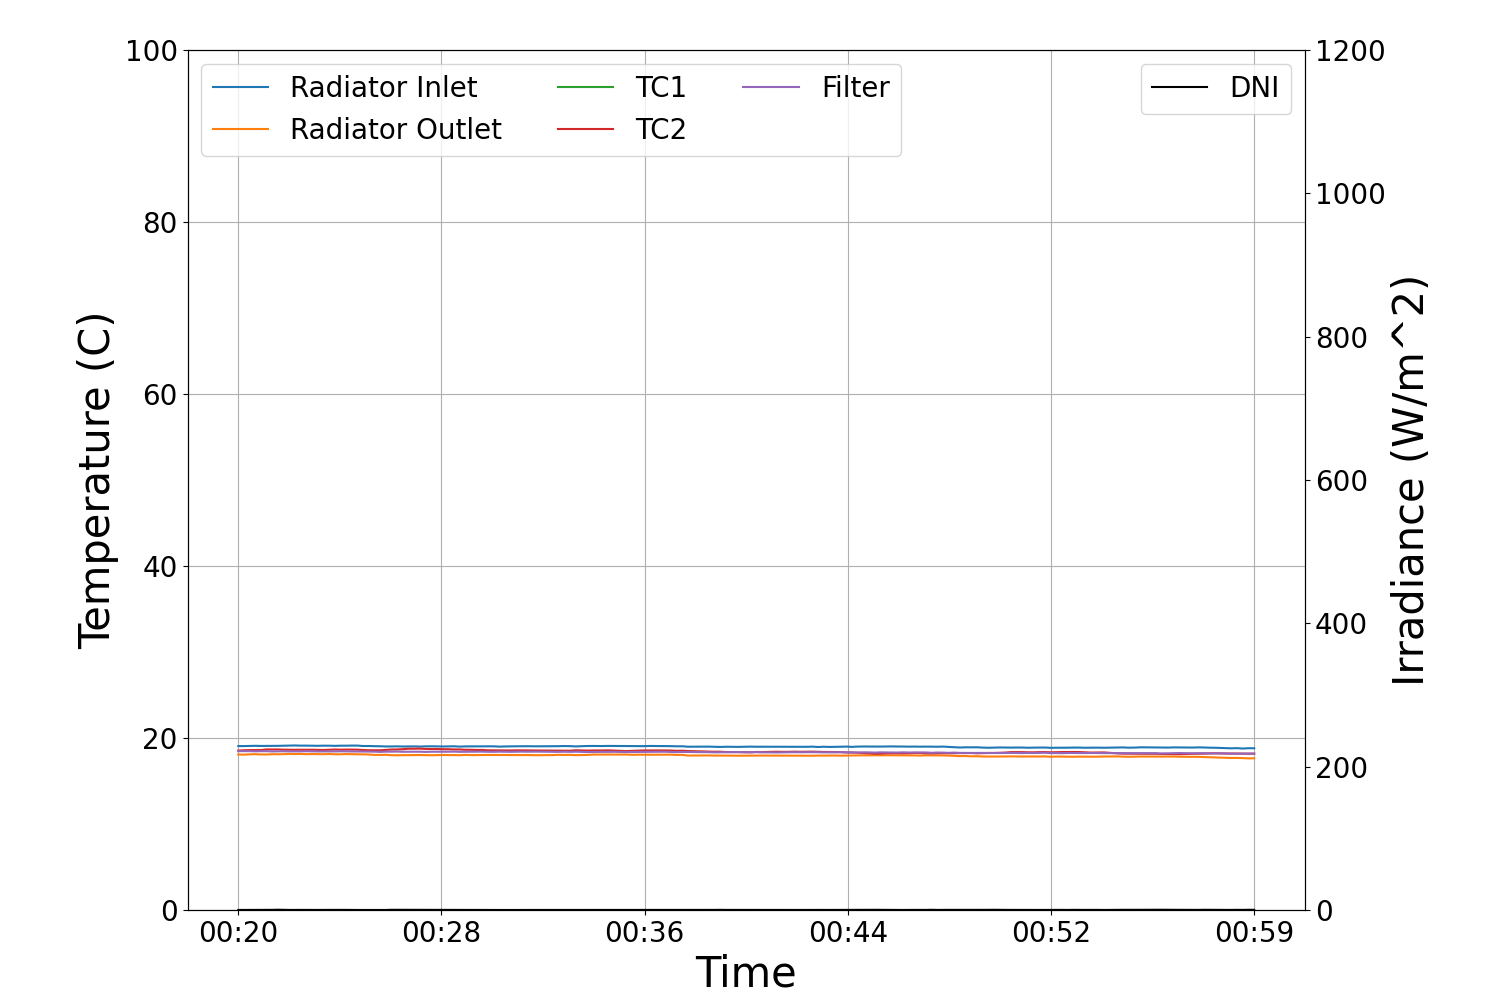 Radiator Inlet
Radiator Outlet
TC1
TC2
Filter
DNI
Temperature (C)
100
80
60
40
20
0
Irradiance (W/m^2)
1200
1000
800
600
400
200
0
00:20 00:28 00:36 00:44 00:52 00:59
Time